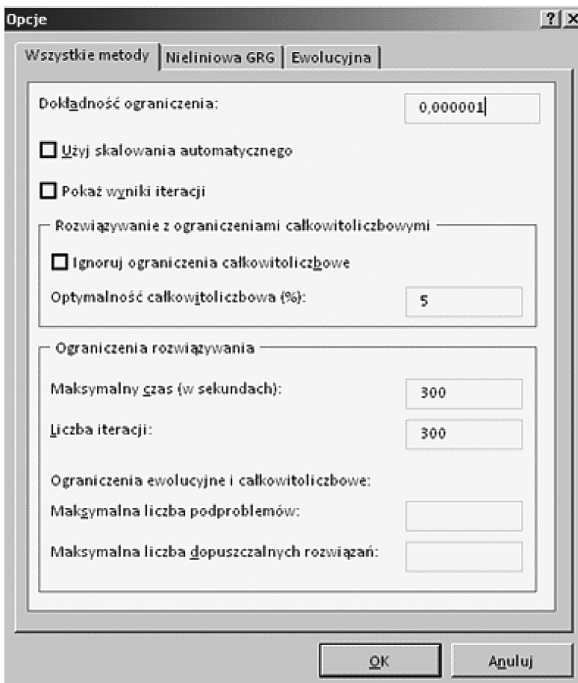 Opcje
Wszystkie metody Nieliniowa GRG Ewolucyjna
Dokładność ograniczenia: 0,000001
Użyj skalowania automatycznego
Pokaż wyniki iteracji
Rozwiązywanie z ograniczeniami całkowitoliczbowymi
Ignoruj ograniczenia całkowitoliczbowe
Optymalność całkowitoliczbowa (%): 5
Ograniczenia rozwiązywania
Maksymalny czas (w sekundach): 300
Liczba iteracji: 300
Ograniczenia ewolucyjne i całkowitoliczbowe:
Maksymalna liczba podproblemów:
Maksymalna liczba dopuszczalnych rozwiązań:
OK Anuluj